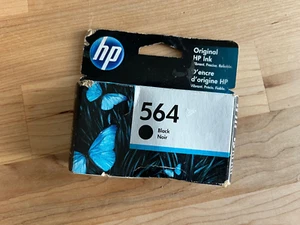 hp
Original
HP Ink
Vibrant, Precise, Reliable
D'encre
d'origine HP
564
Black
Noir